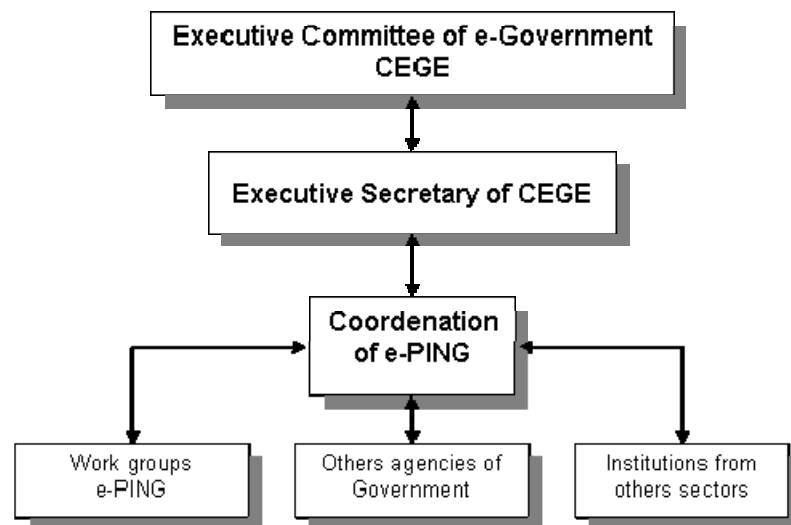 Executive Committee of e-Government
CEGE
Executive Secretary of CEGE
Coordenation
of e-PING
Work groups
e-PING
Others agencies of
Government
Institutions from
others sectors